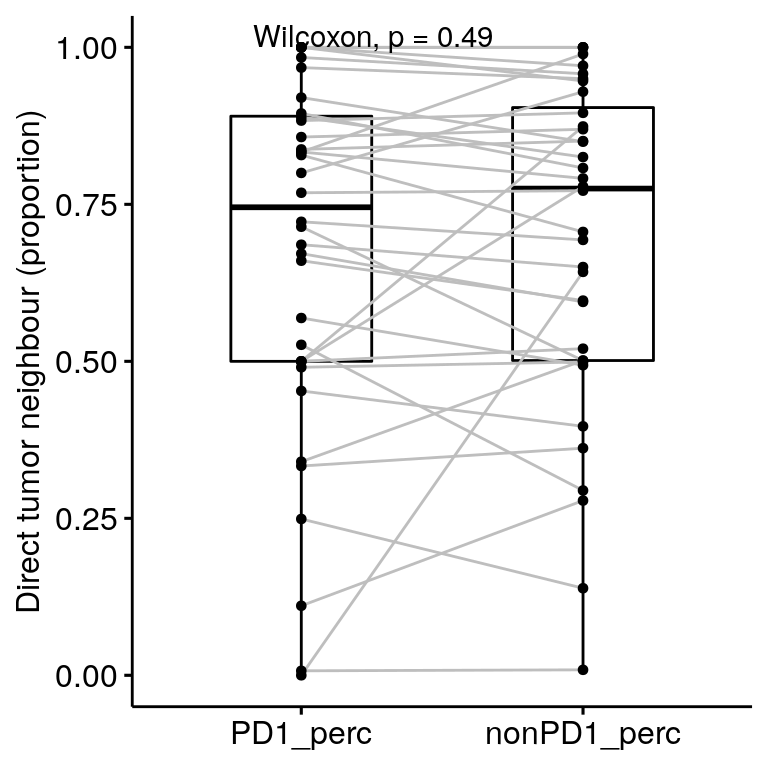 Wilcoxon, p = 0.49
Direct tumor neighbour (proportion)
1.00
0.75
0.50
0.25
0.00
PD1_perc
nonPD1_perc